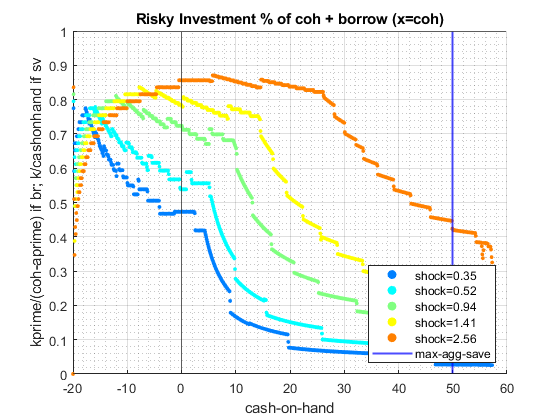 Risky Investment % of coh + borrow (x=coh)
kprime/(coh-aprime) if br; k/cashonhand if sv
1
0.9
0.8
0.7
0.6
0.5
0.4
0.3
0.2
0.1
0
-20
-10
0
10
20
30
40
50
60
shock=0.35
shock=0.52
shock=0.94
shock=1.41
shock=2.56
max-agg-save
cash-on-hand